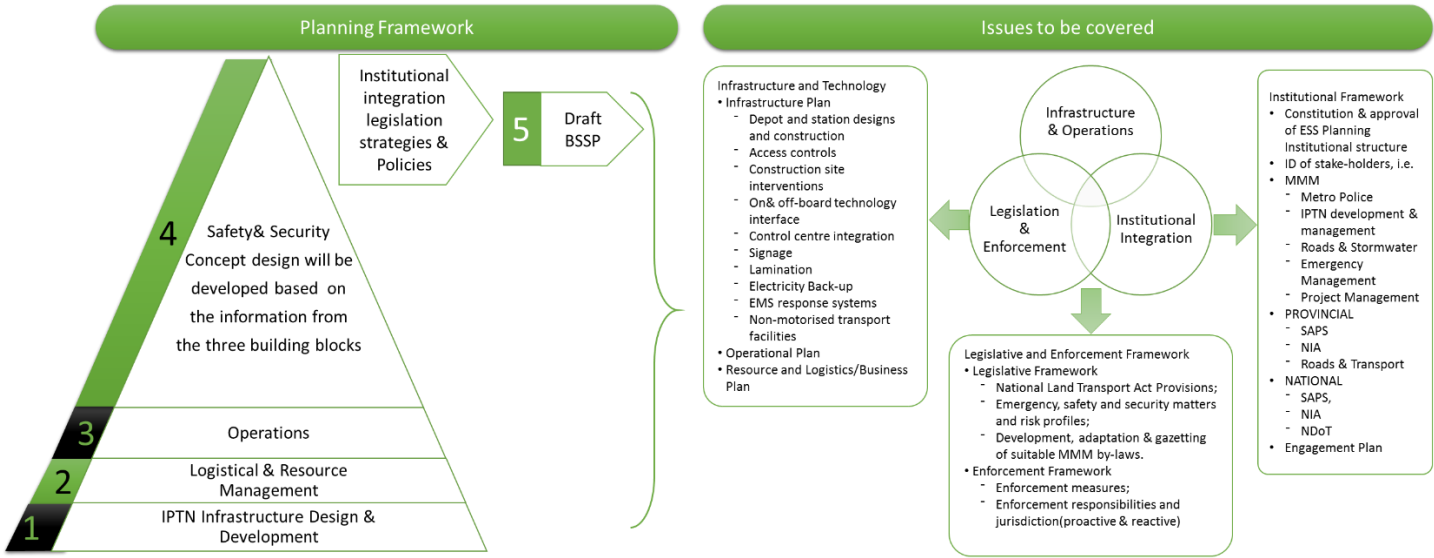 Planning Framework
Institutional
integration
legislation
strategies &
Policies
5
Draft
BSSP
4
Safety& Security
Concept design will be
developed based on
the information from
the three building blocks
3
Operations
2
Logistical & Resource
Management
1
IPTN Infrastructure Design &
Development
Issues to be covered
Infrastructure and Technology
• Infrastructure Plan
- Depot and station designs
and construction
- Access controls
- Construction site
interventions
- On& off-board technology
interface
- Control centre integration
- Signage
- Lamination
- Electricity Back-up
- EMS response systems
- Non-motorised transport
facilities
• Operational Plan
• Resource and Logistics/Business
Plan
Infrastructure
& Operations
Legislation
&
Enforcement
Institutional
Integration
Legislative and Enforcement Framework
• Legislative Framework
- National Land Transport Act Provisions;
- Emergency, safety and security matters
and risk profiles;
- Development, adaptation & gazetting
of suitable MMM by-laws.
• Enforcement Framework
- Enforcement measures;
- Enforcement responsibilities and
jurisdiction(proactive & reactive)
Institutional Framework
• Constitution & approval
of ESS Planning
Institutional structure
• ID of stake-holders, i.e.
• MMM
- Metro Police
- IPTN development &
management
- Roads & Stormwater
- Emergency
Management
- Project Management
• PROVINCIAL
- SAPS
- NIA
- Roads & Transport
• NATIONAL
- SAPS,
- NIA
- NDoT
• Engagement Plan